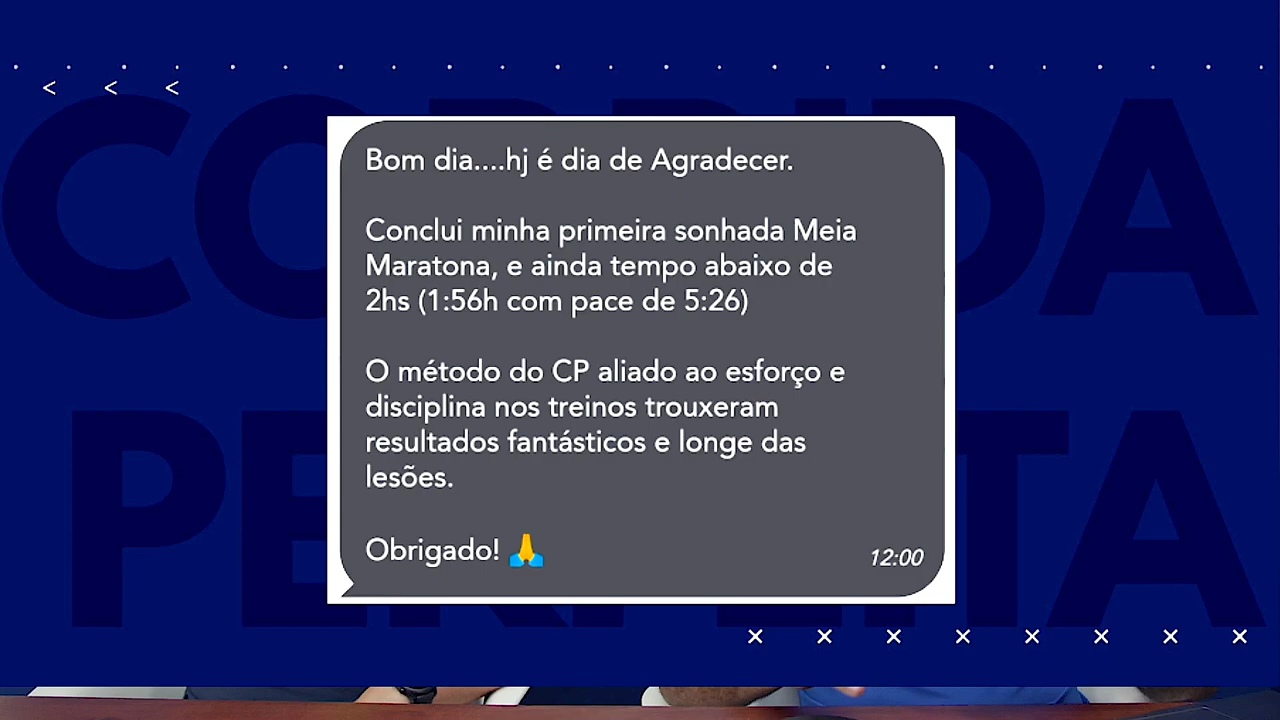 < < <
CORRIDA
PERFEITA
Bom dia....hj é dia de Agradecer.
Conclui minha primeira sonhada Meia
Maratona, e ainda tempo abaixo de
2hs (1:56h com pace de 5:26)
O método do CP aliado ao esforço e
disciplina nos treinos trouxeram
resultados fantásticos e longe das
lesões.
Obrigado! 🙏
12:00